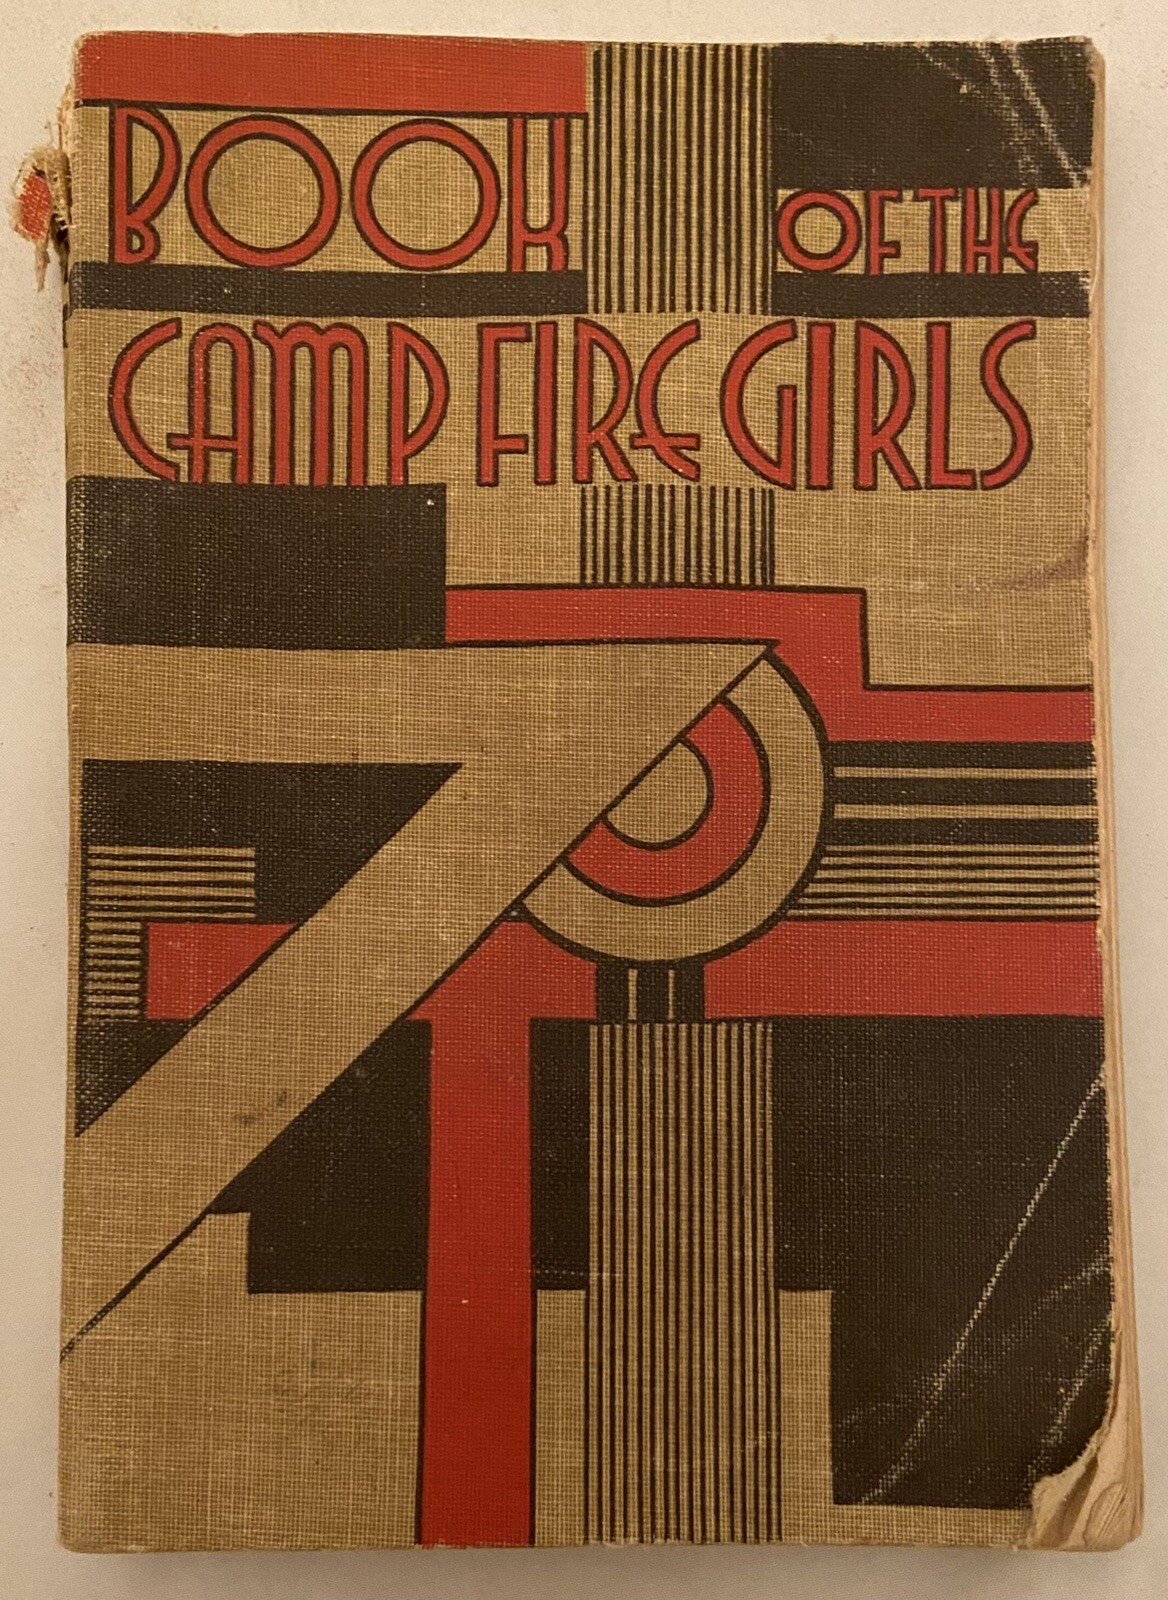 BOOK OF THE
CAMP FIRE GIRLS